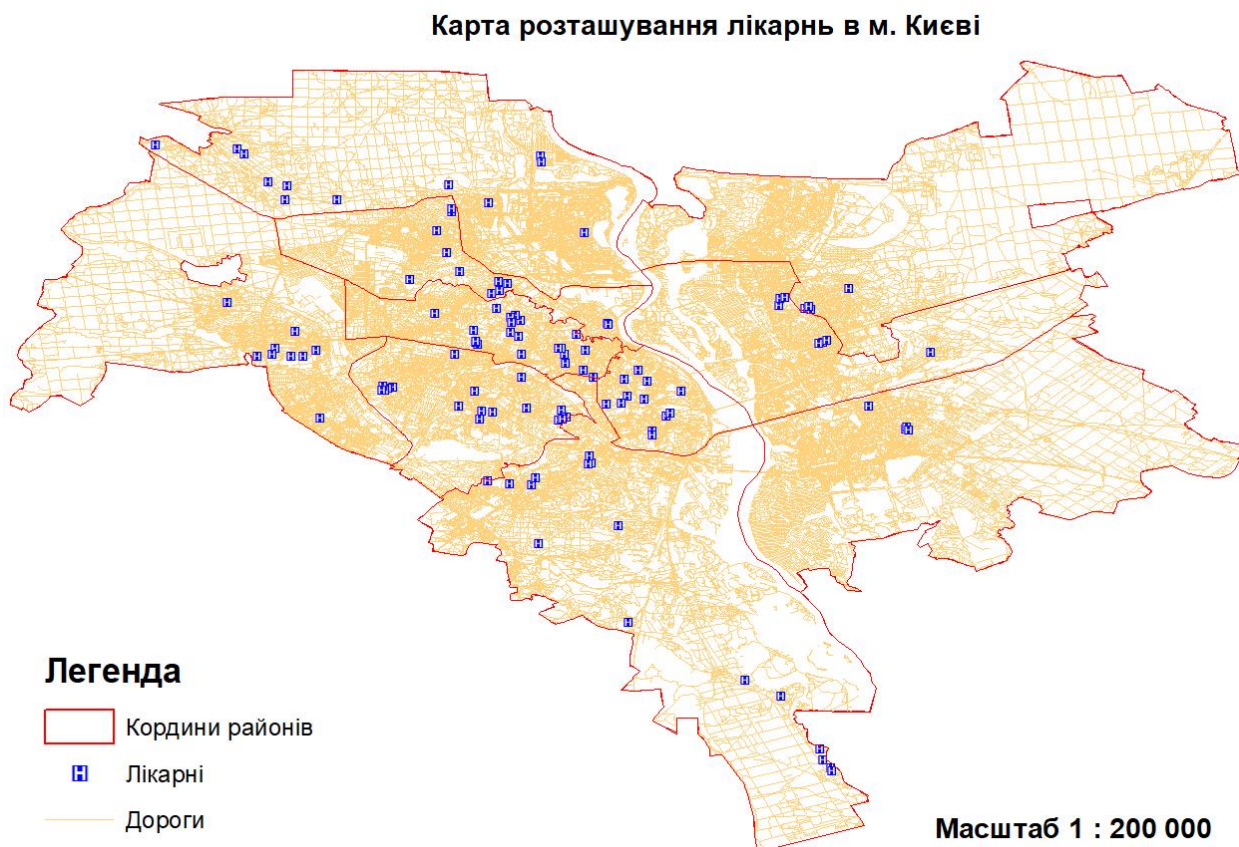 Карта розташування лікарнь в м. Києві
Легенда
Кордини районів
Лікарні
Дороги
Масштаб 1 : 200 000